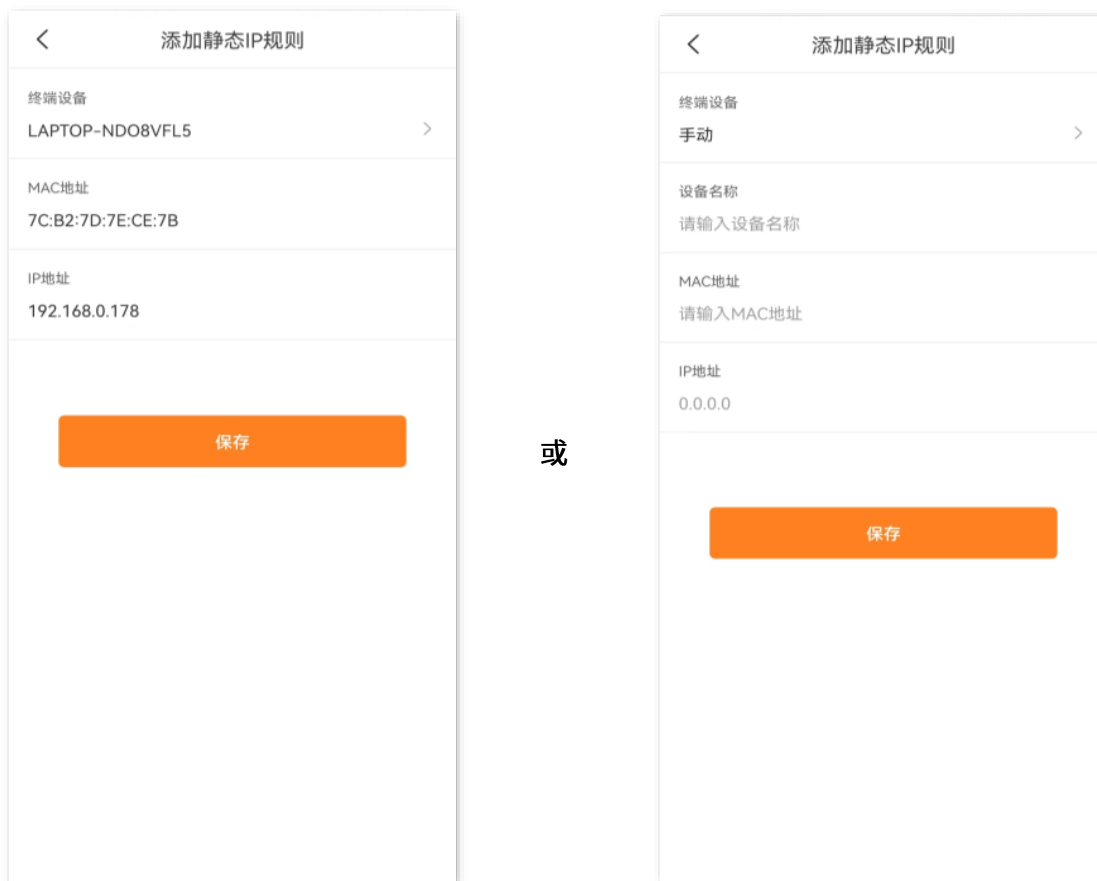 添加静态IP规则
终端设备
LAPTOP-NDO8VFL5
MAC地址
7C:B2:7D:7E:CE:7B
IP地址
192.168.0.178
保存
或
添加静态IP规则
终端设备
手动
设备名称
请输入设备名称
MAC地址
请输入MAC地址
IP地址
0.0.0.0
保存